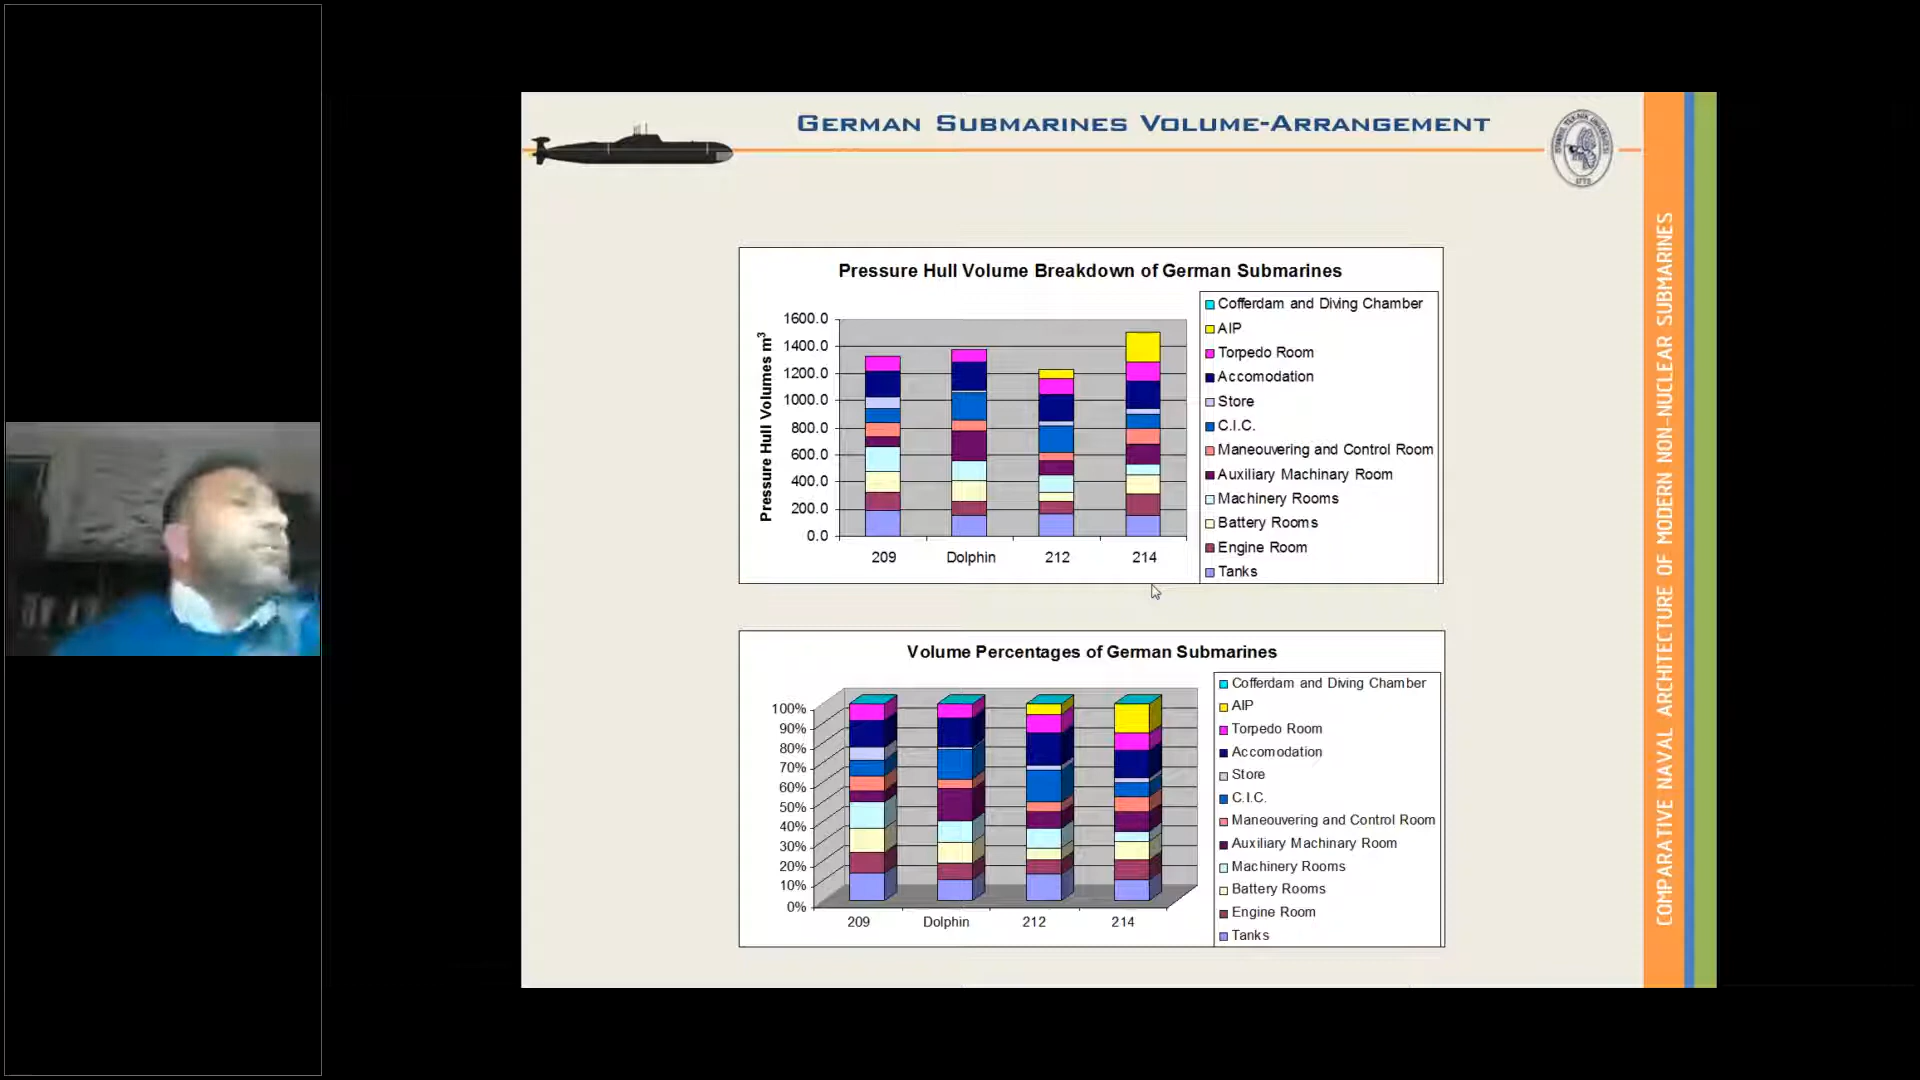 GERMAN SUBMARINES VOLUME-ARRANGEMENT
Pressure Hull Volume Breakdown of German Submarines
Pressure Hull Volumes m³
1600.0
1400.0
1200.0
1000.0
800.0
600.0
400.0
200.0
0.0
209 Dolphin 212 214
Cofferdam and Diving Chamber
AIP
Torpedo Room
Accomodation
Store
C.I.C.
Maneouvering and Control Room
Auxiliary Machinary Room
Machinery Rooms
Battery Rooms
Engine Room
Tanks
Volume Percentages of German Submarines
100%
90%
80%
70%
60%
50%
40%
30%
20%
10%
0%
209 Dolphin 212 214
Cofferdam and Diving Chamber
AIP
Torpedo Room
Accomodation
Store
C.I.C.
Maneouvering and Control Room
Auxiliary Machinary Room
Machinery Rooms
Battery Rooms
Engine Room
Tanks
COMPARATIVE NAVAL ARCHITECTURE OF MODERN NON-NUCLEAR SUBMARINES